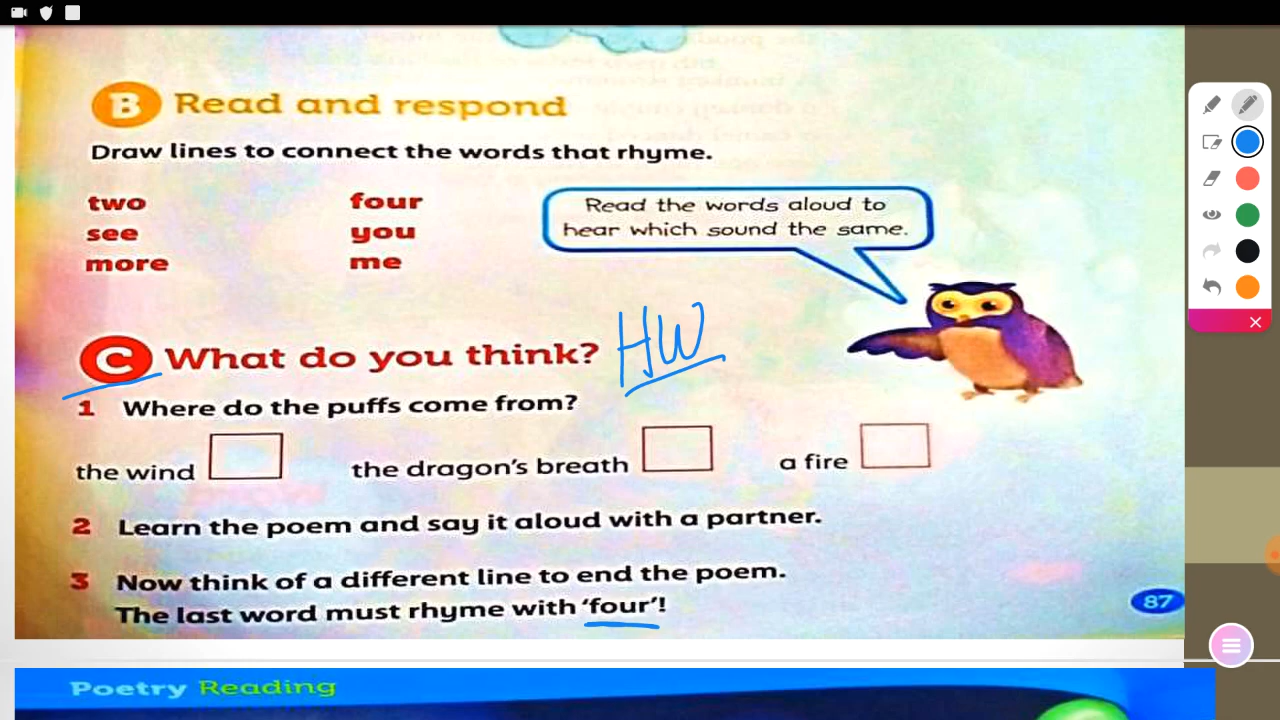 B Read and respond
Draw lines to connect the words that rhyme.
two four
see you
more me
Read the words aloud to
hear which sound the same.
C What do you think? HW
1 Where do the puffs come from?
the wind the dragon's breath a fire
2 Learn the poem and say it aloud with a partner.
3 Now think of a different line to end the poem.
The last word must rhyme with 'four'!
87
Poetry Reading